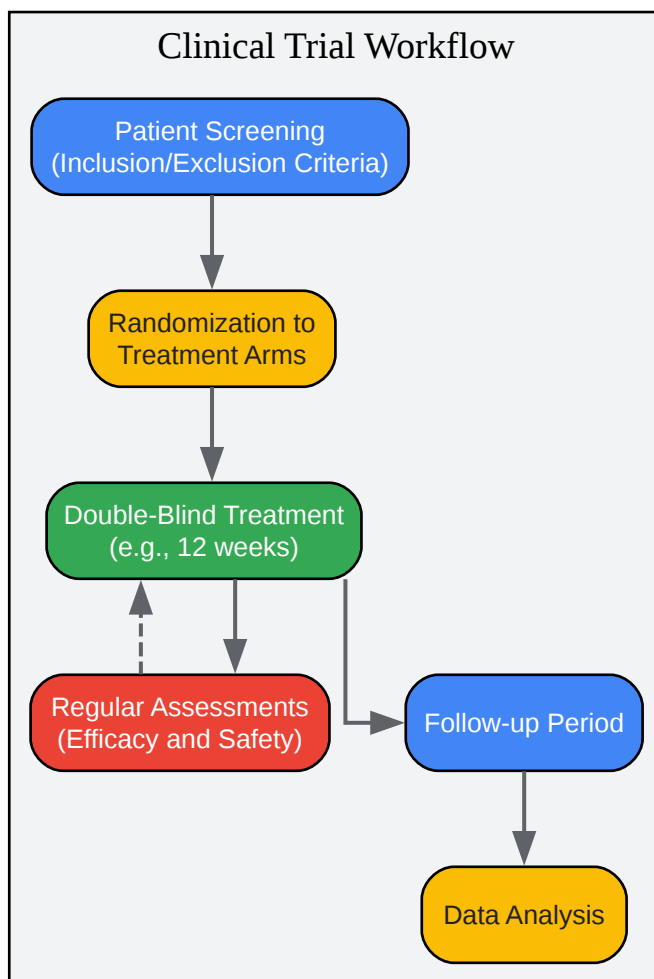 Clinical Trial Workflow
Patient Screening
(Inclusion/Exclusion Criteria)
Randomization to
Treatment Arms
Double-Blind Treatment
(e.g., 12 weeks)
Regular Assessments
(Efficacy and Safety)
Follow-up Period
Data Analysis